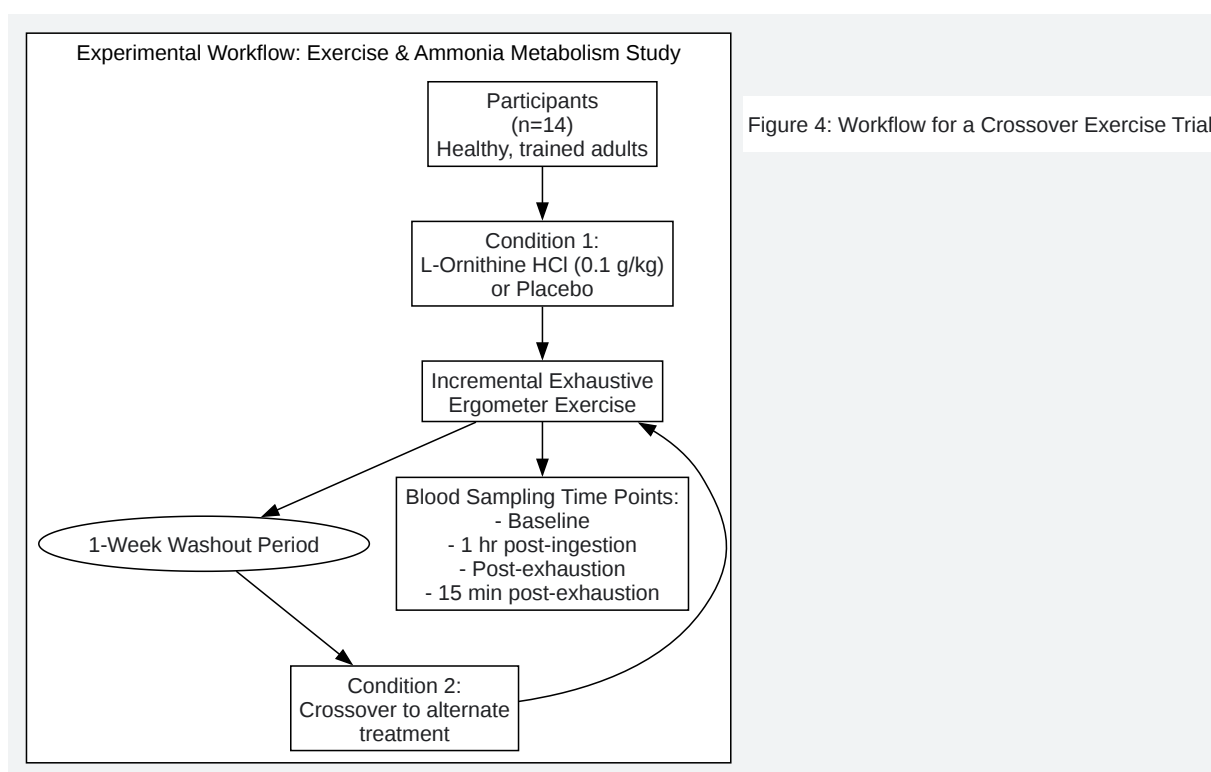 Experimental Workflow: Exercise & Ammonia Metabolism Study
Participants
(n=14)
Healthy, trained adults
Figure 4: Workflow for a Crossover Exercise Trial
Condition 1:
L-Ornithine HCl (0.1 g/kg)
or Placebo
Incremental Exhaustive
Ergometer Exercise
Blood Sampling Time Points:
- Baseline
- 1 hr post-ingestion
- Post-exhaustion
- 15 min post-exhaustion
1-Week Washout Period
Condition 2:
Crossover to alternate
treatment